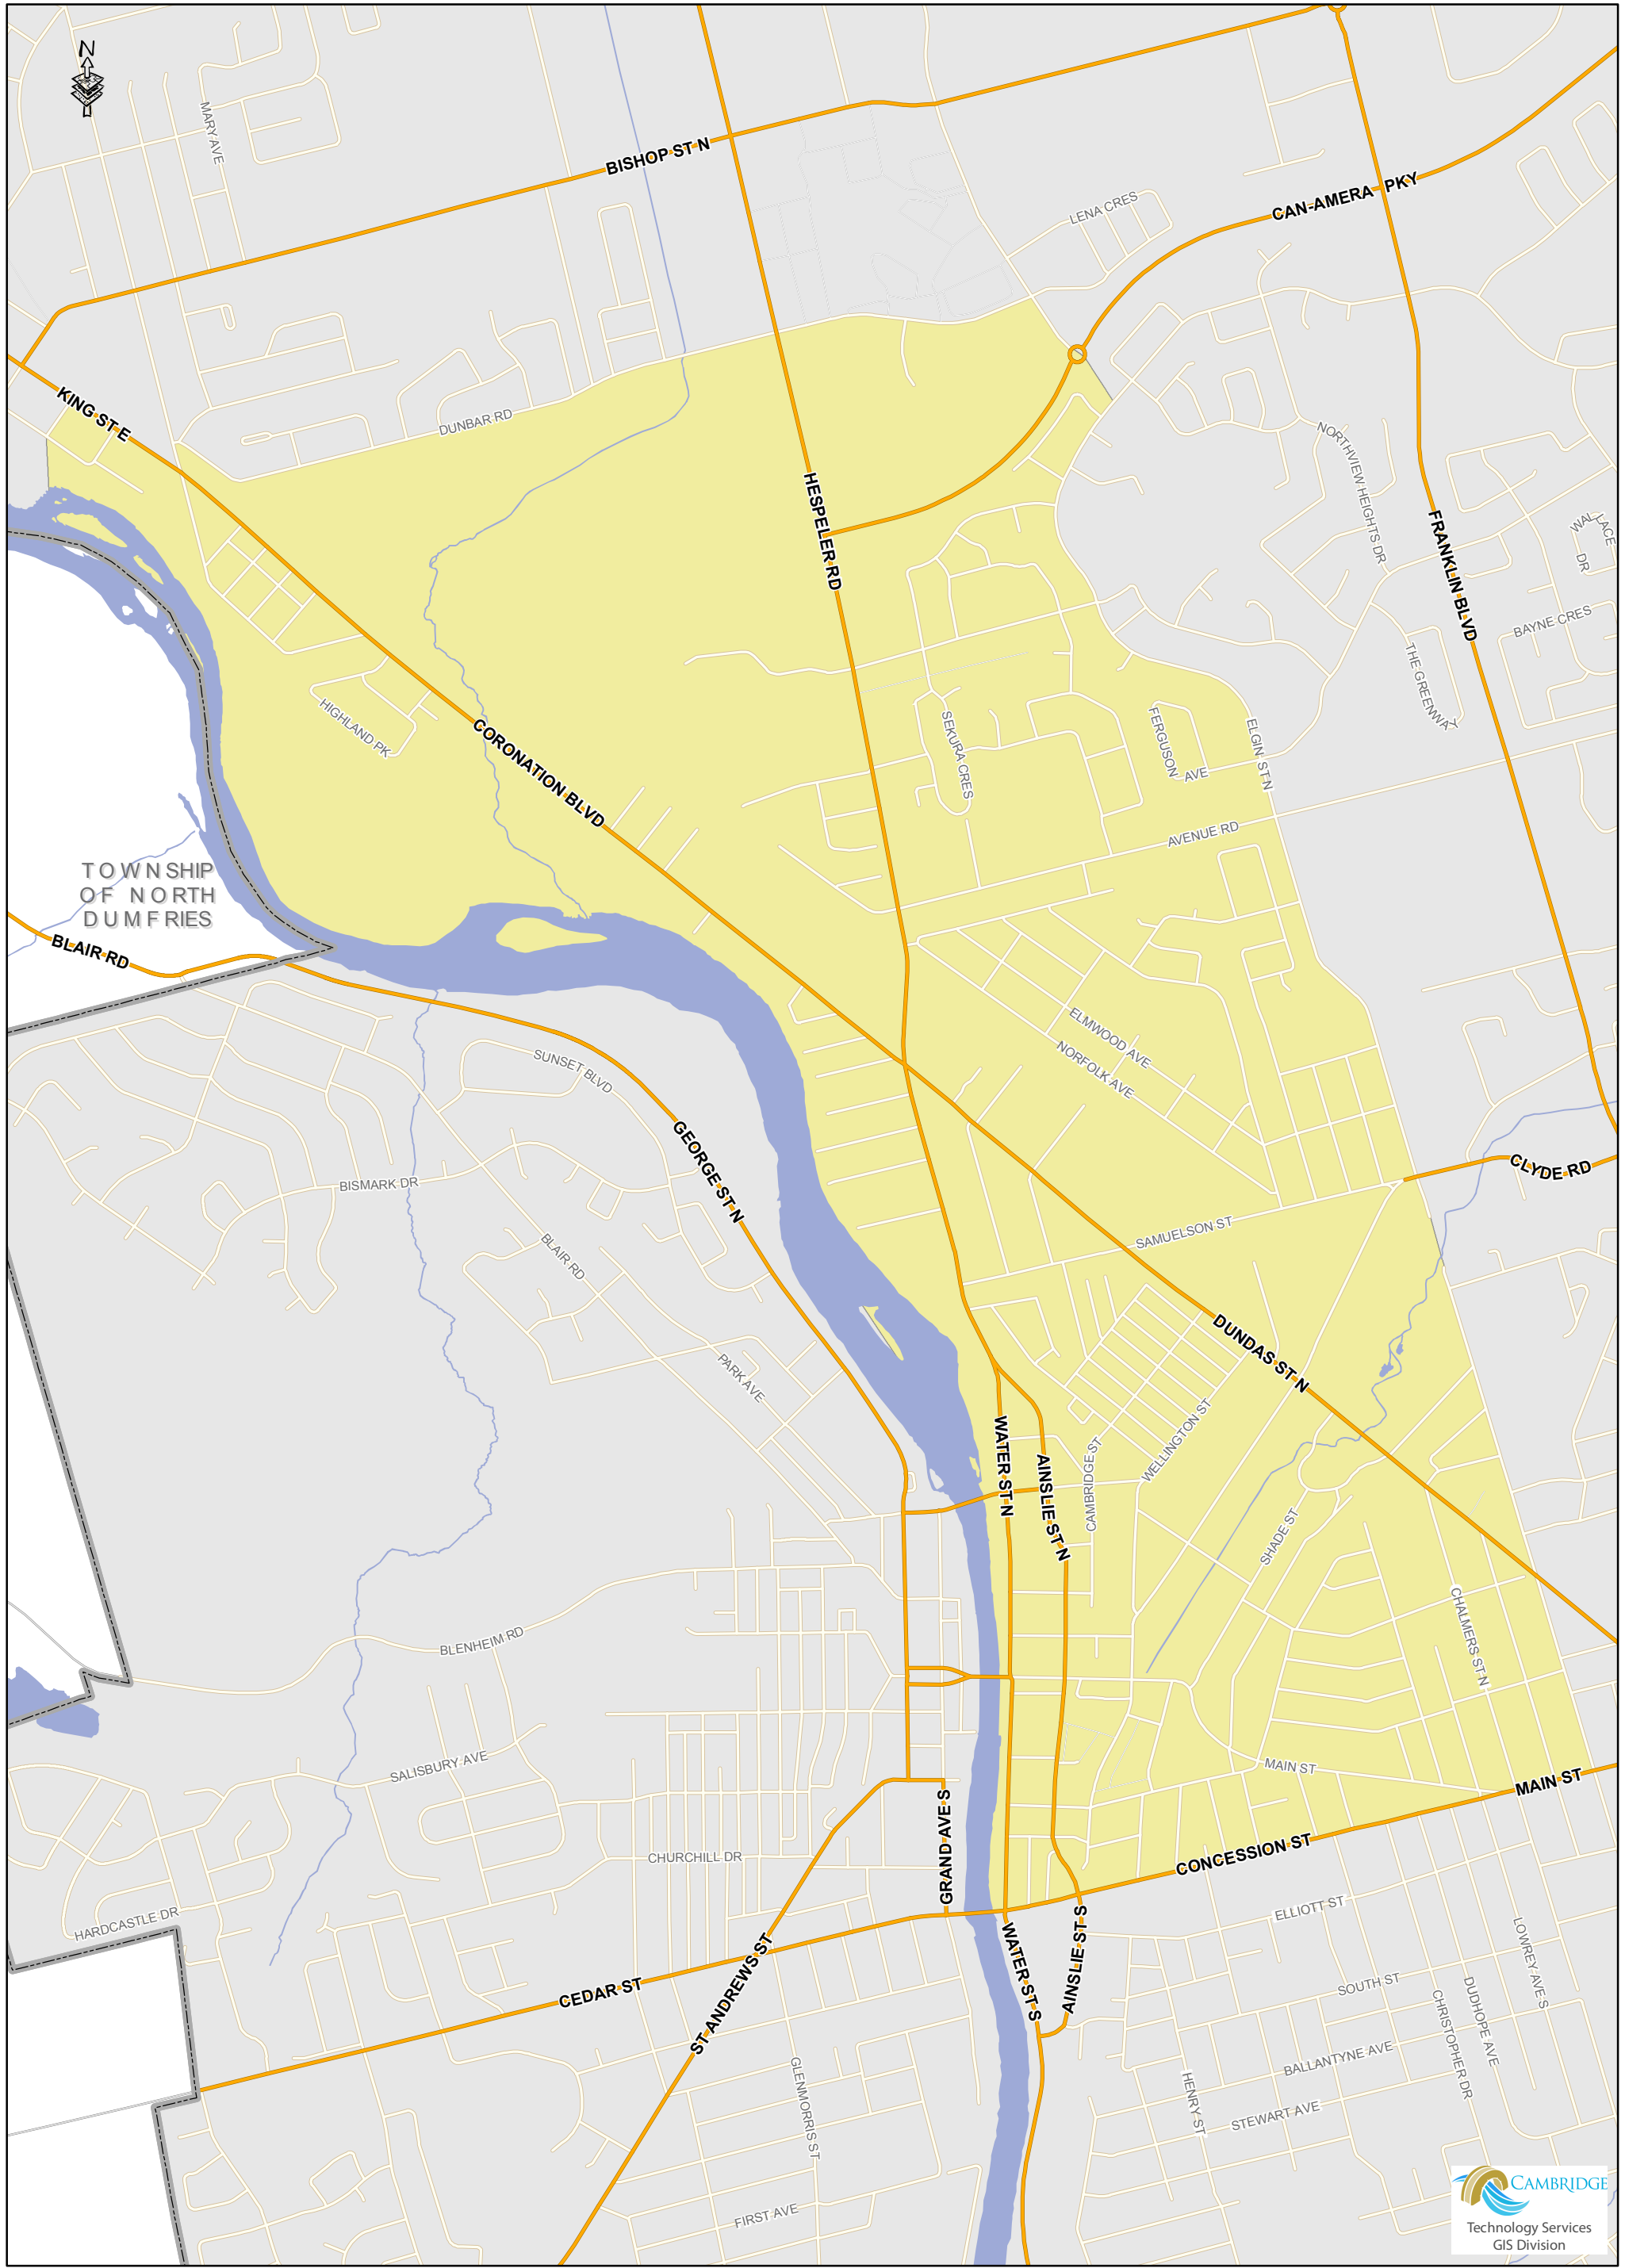 N
MARY AVE
BISHOP ST N
LENA CRES
CAN-AMERA PKY
KING ST E
DUNBAR RD
HESPELER RD
NORTHVIEW HEIGHTS DR
FRANKLIN BLVD
WALLACE DR
BAYNE CRES
THE GREENWAY
HIGHLAND PK
CORONATION BLVD
SEKURA CRES
FERGUSON AVE
ELGIN ST N
AVENUE RD
TOWNSHIP
OF NORTH
DUMFRIES
BLAIR RD
ELMWOOD AVE
NORFOLK AVE
SUNSET BLVD
GEORGE ST N
CLYDE RD
BISMARK DR
BLAIR RD
SAMUELSON ST
DUNDAS ST N
PARK AVE
WATER ST N
AINSLIE ST N
CAMBRIDGE ST
WELLINGTON ST
SHADE ST
CHALMERS ST N
BLENHEIM RD
SALISBURY AVE
MAIN ST
MAIN ST
GRAND AVE S
CHURCHILL DR
CONCESSION ST
HARDCASTLE DR
ELLIOTT ST
LOWREY AVE S
ST ANDREWS ST
WATER ST S
AINSLIE ST S
CEDAR ST
SOUTH ST
DUDHOPE AVE
CHRISTOPHER DR
BALLANTYNE AVE
GLENMORRIS ST
HENRY ST
STEWART AVE
FIRST AVE
CAMBRIDGE
Technology Services
GIS Division